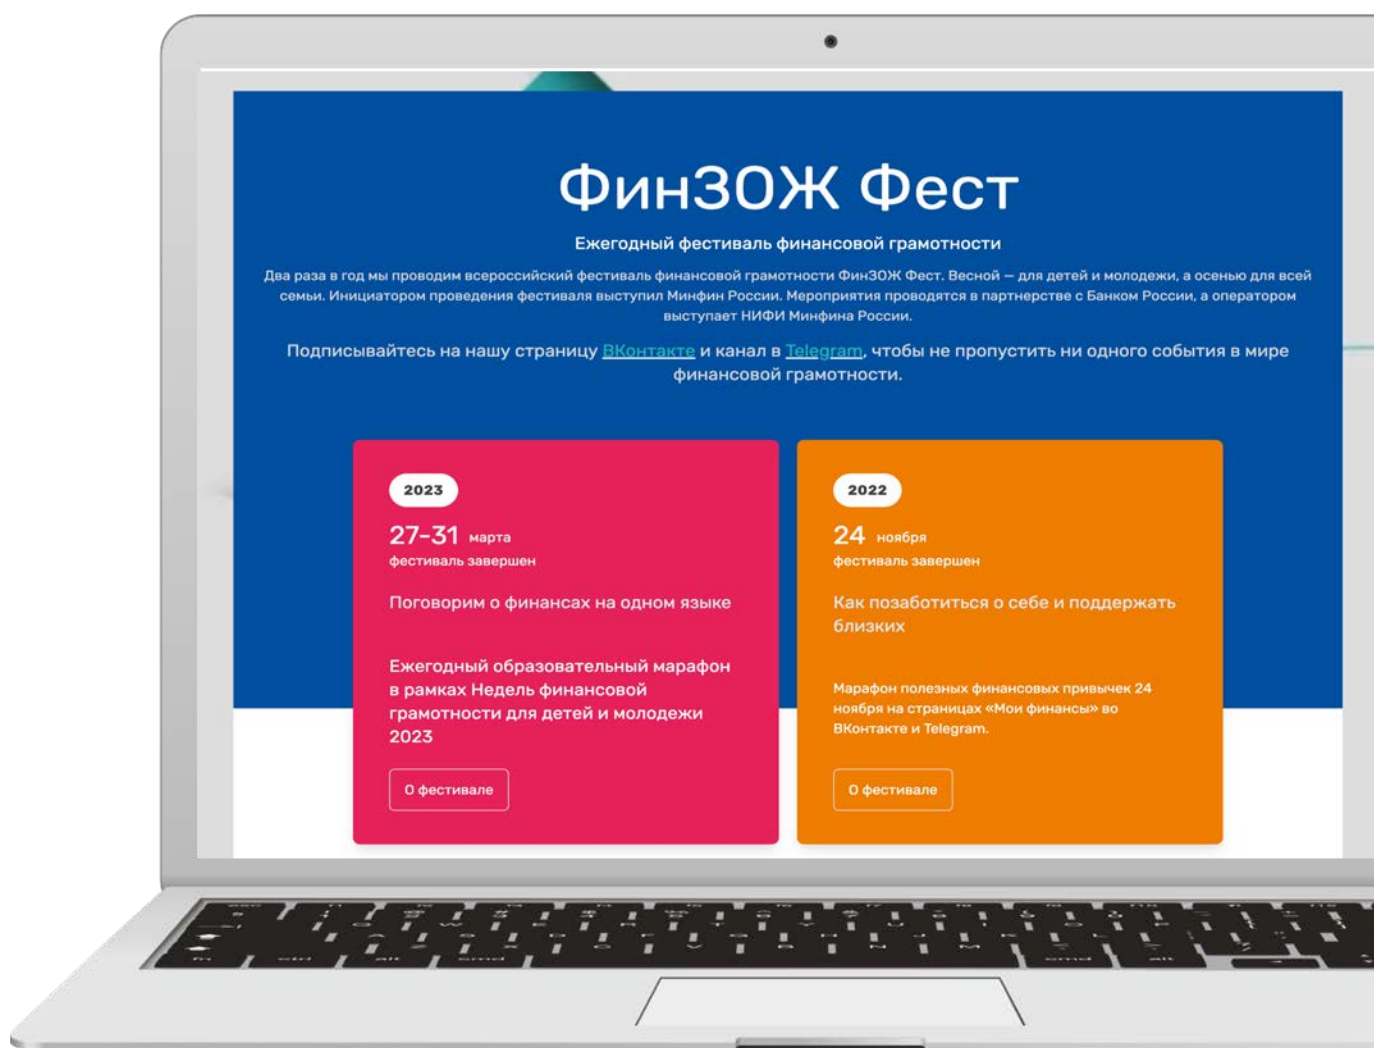 ФинЗОЖ Фест
Ежегодный фестиваль финансовой грамотности
Два раза в год мы проводим всероссийский фестиваль финансовой грамотности ФинЗОЖ Фест. Весной — для детей и молодежи, а осенью для всей
семьи. Инициатором проведения фестиваля выступил Минфин России. Мероприятия проводятся в партнерстве с Банком России, а оператором
выступает НИФИ Минфина России.
Подписывайтесь на нашу страницу ВКонтакте и канал в Telegram, чтобы не пропустить ни одного события в мире
финансовой грамотности.
2023
27-31 марта
фестиваль завершен
Поговорим о финансах на одном языке
Ежегодный образовательный марафон
в рамках Недель финансовой
грамотности для детей и молодежи
2023
О фестивале
2022
24 ноября
фестиваль завершен
Как позаботиться о себе и поддержать
близких
Марафон полезных финансовых привычек 24
ноября на страницах «Мои финансы» во
ВКонтакте и Telegram.
О фестивале